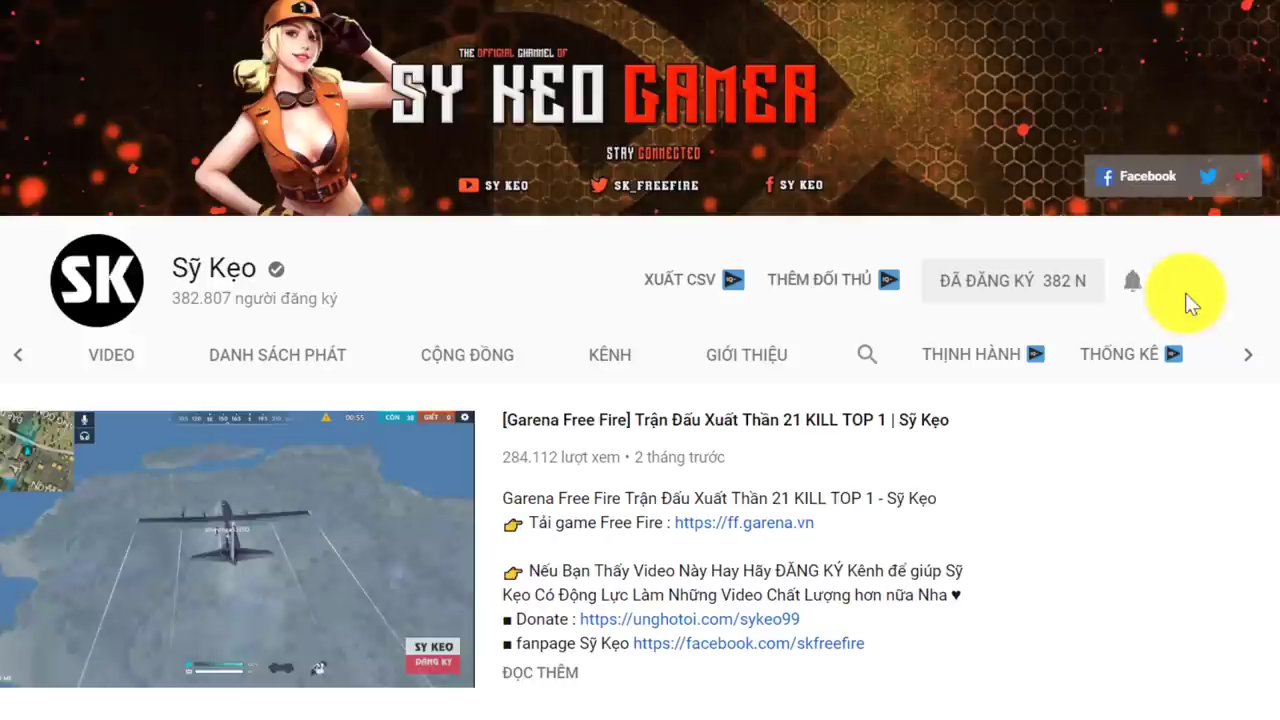 THE OFFICIAL CHANNEL OF
SY KEO GAMER
STAY CONNECTED
SY KEO
SK_FREEFIRE
SY KEO
Facebook
SK
Sỹ Kẹo
382.807 người đăng ký
XUẤT CSV
THÊM ĐỐI THỦ
ĐÃ ĐĂNG KÝ 382 N
VIDEO
DANH SÁCH PHÁT
CỘNG ĐỒNG
KÊNH
GIỚI THIỆU
THỊNH HÀNH
THỐNG KÊ
00:55
CÒN 38
GIẾT 0
SY KEO
ĐĂNG KÝ
[Garena Free Fire] Trận Đấu Xuất Thần 21 KILL TOP 1 | Sỹ Kẹo
284.112 lượt xem • 2 tháng trước
Garena Free Fire Trận Đấu Xuất Thần 21 KILL TOP 1 - Sỹ Kẹo
👉 Tải game Free Fire : https://ff.garena.vn
👉 Nếu Bạn Thấy Video Này Hay Hãy ĐĂNG KÝ Kênh để giúp Sỹ
Kẹo Có Động Lực Làm Những Video Chất Lượng hơn nữa Nha ♥
■ Donate : https://unghotoi.com/sykeo99
■ fanpage Sỹ Kẹo https://facebook.com/skfreefire
ĐỌC THÊM